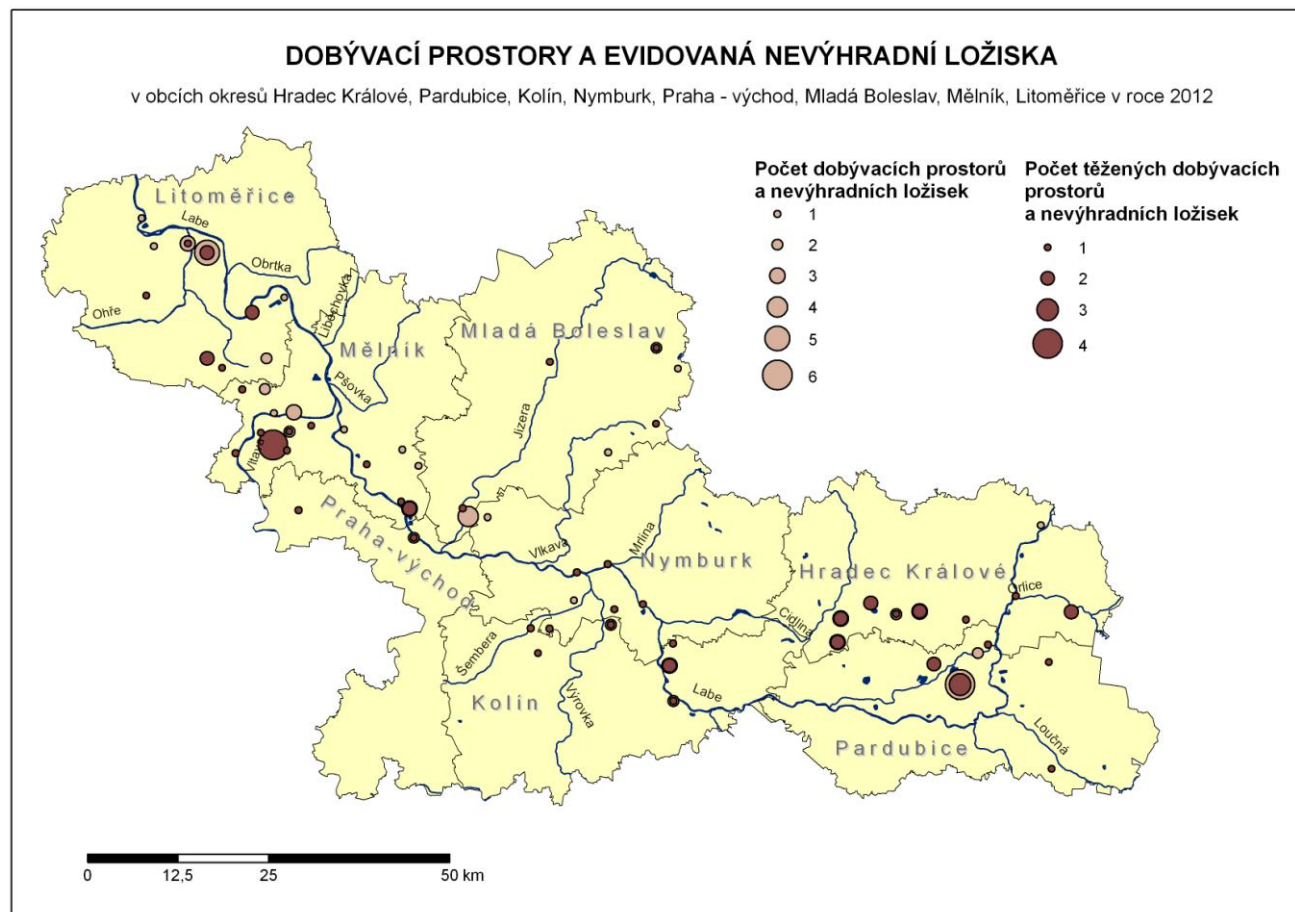 DOBÝVACÍ PROSTORY A EVIDOVANÁ NEVÝHRADNÍ LOŽISKA
v obcích okresů Hradec Králové, Pardubice, Kolín, Nymburk, Praha - východ, Mladá Boleslav, Mělník, Litoměřice v roce 2012
Počet dobývacích prostorů
a nevýhradních ložisek
1
2
3
4
5
6
Počet těžených dobývacích
prostorů
a nevýhradních ložisek
1
2
3
4
Litoměřice
Labe
Obrtka
Ohře
Liběchovka
Mělník
Pšovka
Mladá Boleslav
Jizera
Vltava
Praha-východ
Vlkava
Mrlina
Nymburk
Cidlina
Hradec Králové
Orlice
Šembera
Kolín
Výrovka
Labe
Pardubice
Loučná
0
12,5
25
50 km